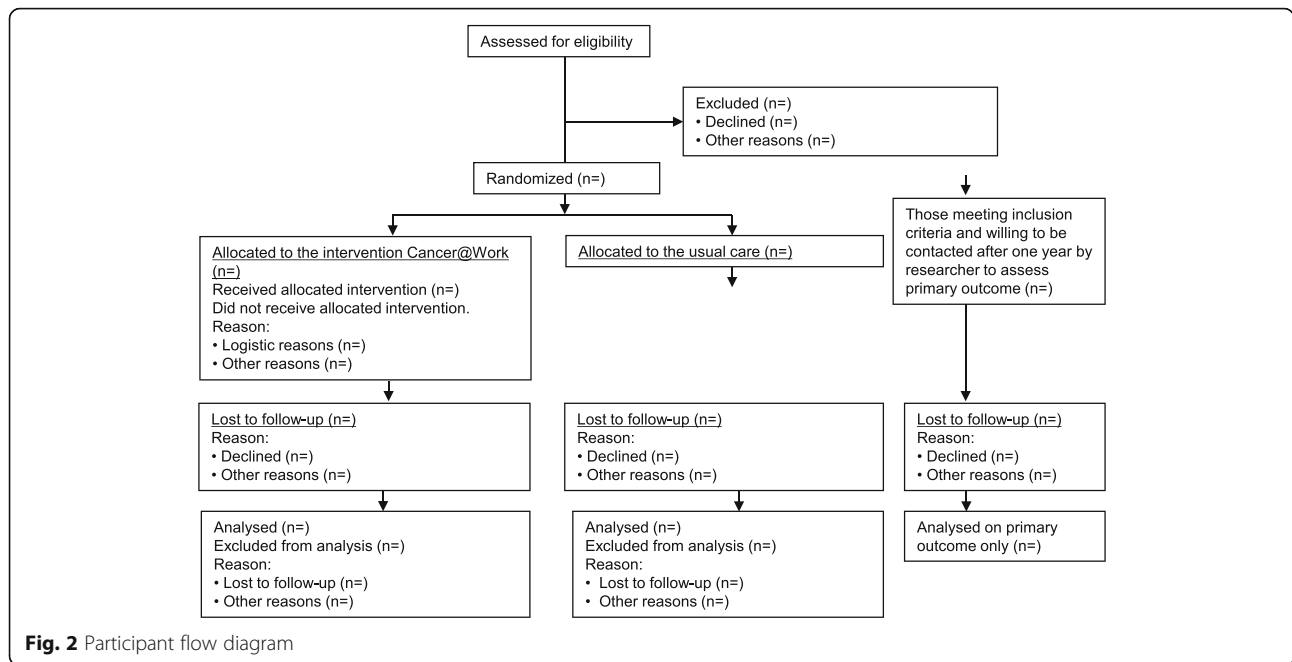 Assessed for eligibility
Excluded (n=)
• Declined (n=)
• Other reasons (n=)
Randomized (n=)
Those meeting inclusion
criteria and willing to be
contacted after one year by
researcher to assess
primary outcome (n=)
Allocated to the intervention Cancer@Work
(n=)
Received allocated intervention (n=)
Did not receive allocated intervention.
Reason:
• Logistic reasons (n=)
• Other reasons (n=)
Allocated to the usual care (n=)
Lost to follow-up (n=)
Reason:
• Declined (n=)
• Other reasons (n=)
Lost to follow-up (n=)
Reason:
• Declined (n=)
• Other reasons (n=)
Lost to follow-up (n=)
Reason:
• Declined (n=)
• Other reasons (n=)
Analysed (n=)
Excluded from analysis (n=)
Reason:
• Lost to follow-up (n=)
• Other reasons (n=)
Analysed (n=)
Excluded from analysis (n=)
Reason:
• Lost to follow-up (n=)
• Other reasons (n=)
Analysed on primary
outcome only (n=)
Fig. 2 Participant flow diagram